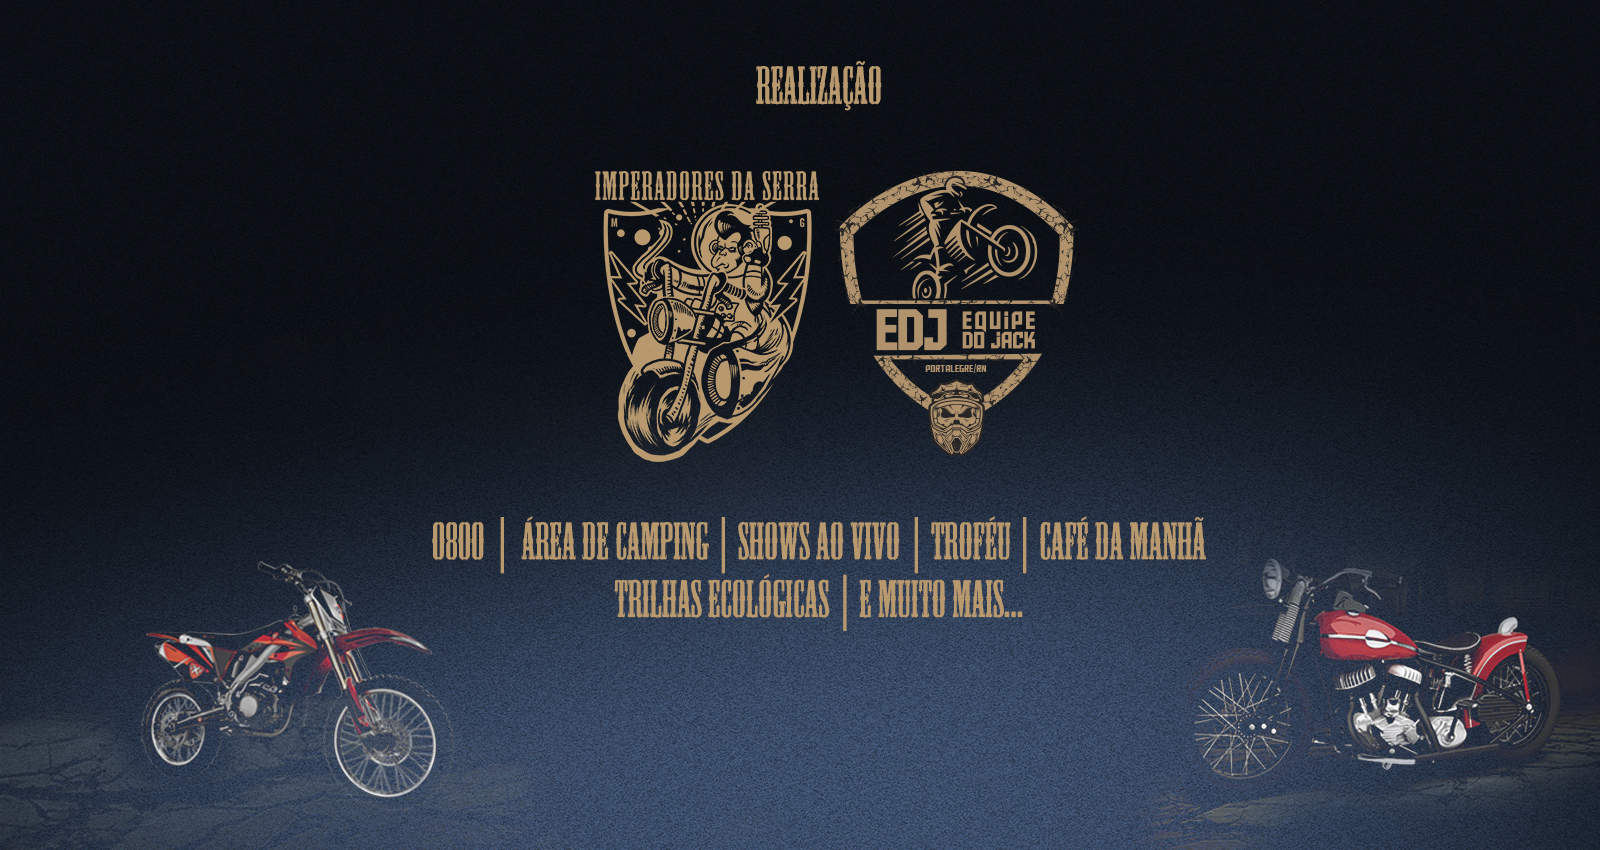 REALIZAÇÃO
IMPERADORES DA SERRA
M G
EDJ EQUIPE DO JACK
PORTALEGRE/RN
0800 | ÁREA DE CAMPING | SHOWS AO VIVO | TROFÉU | CAFÉ DA MANHÃ
TRILHAS ECOLÓGICAS | E MUITO MAIS...